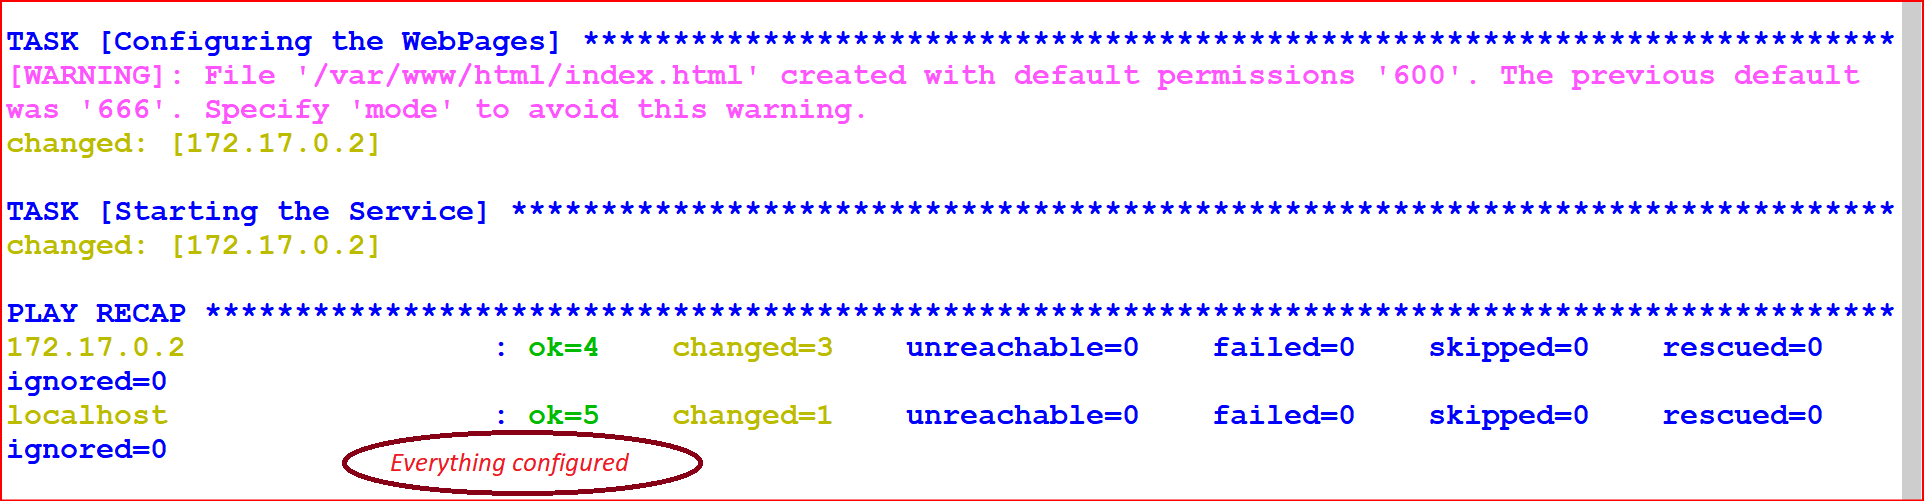 TASK [Configuring the WebPages] *************************************************************************
[WARNING]: File '/var/www/html/index.html' created with default permissions '600'. The previous default
was '666'. Specify 'mode' to avoid this warning.
changed: [172.17.0.2]
TASK [Starting the Service] *****************************************************************************
changed: [172.17.0.2]
PLAY RECAP **********************************************************************************************
172.17.0.2                 : ok=4    changed=3    unreachable=0    failed=0    skipped=0    rescued=0
ignored=0
localhost                  : ok=5    changed=1    unreachable=0    failed=0    skipped=0    rescued=0
ignored=0
Everything configured